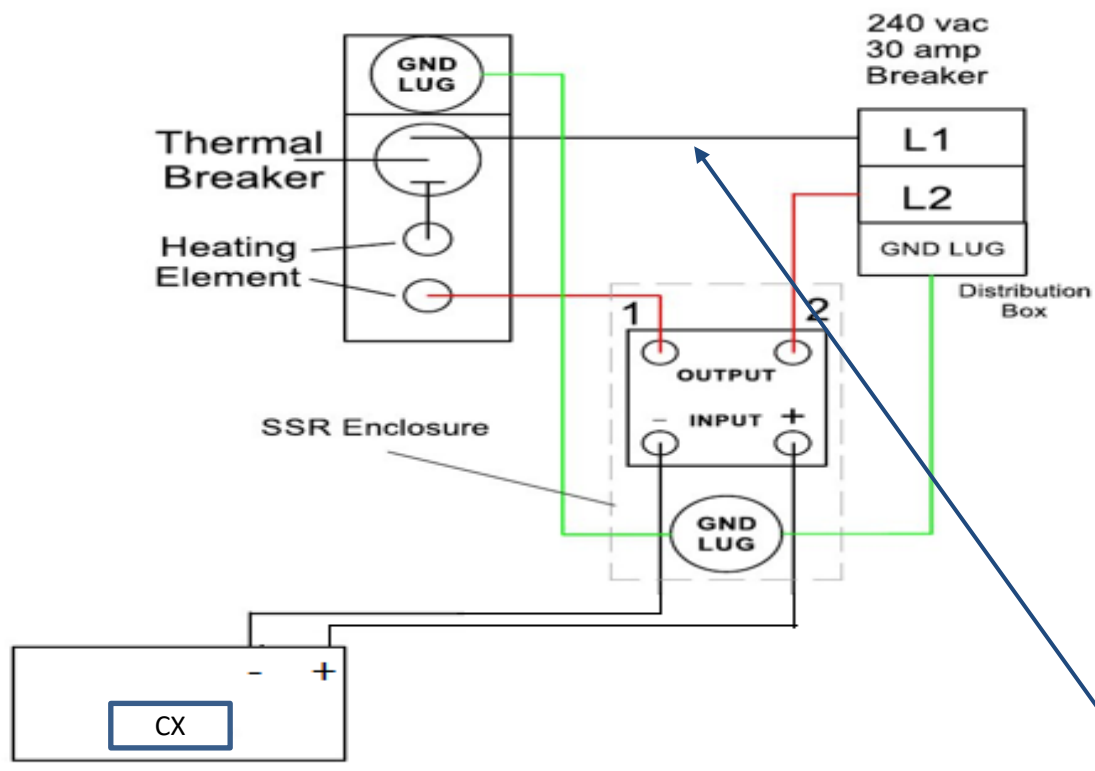 240 vac
30 amp
Breaker
GND
LUG
L1
Thermal
Breaker
L2
Heating
Element
GND LUG
Distribution
Box
1 2
OUTPUT
- INPUT +
SSR Enclosure
GND
LUG
- +
CX